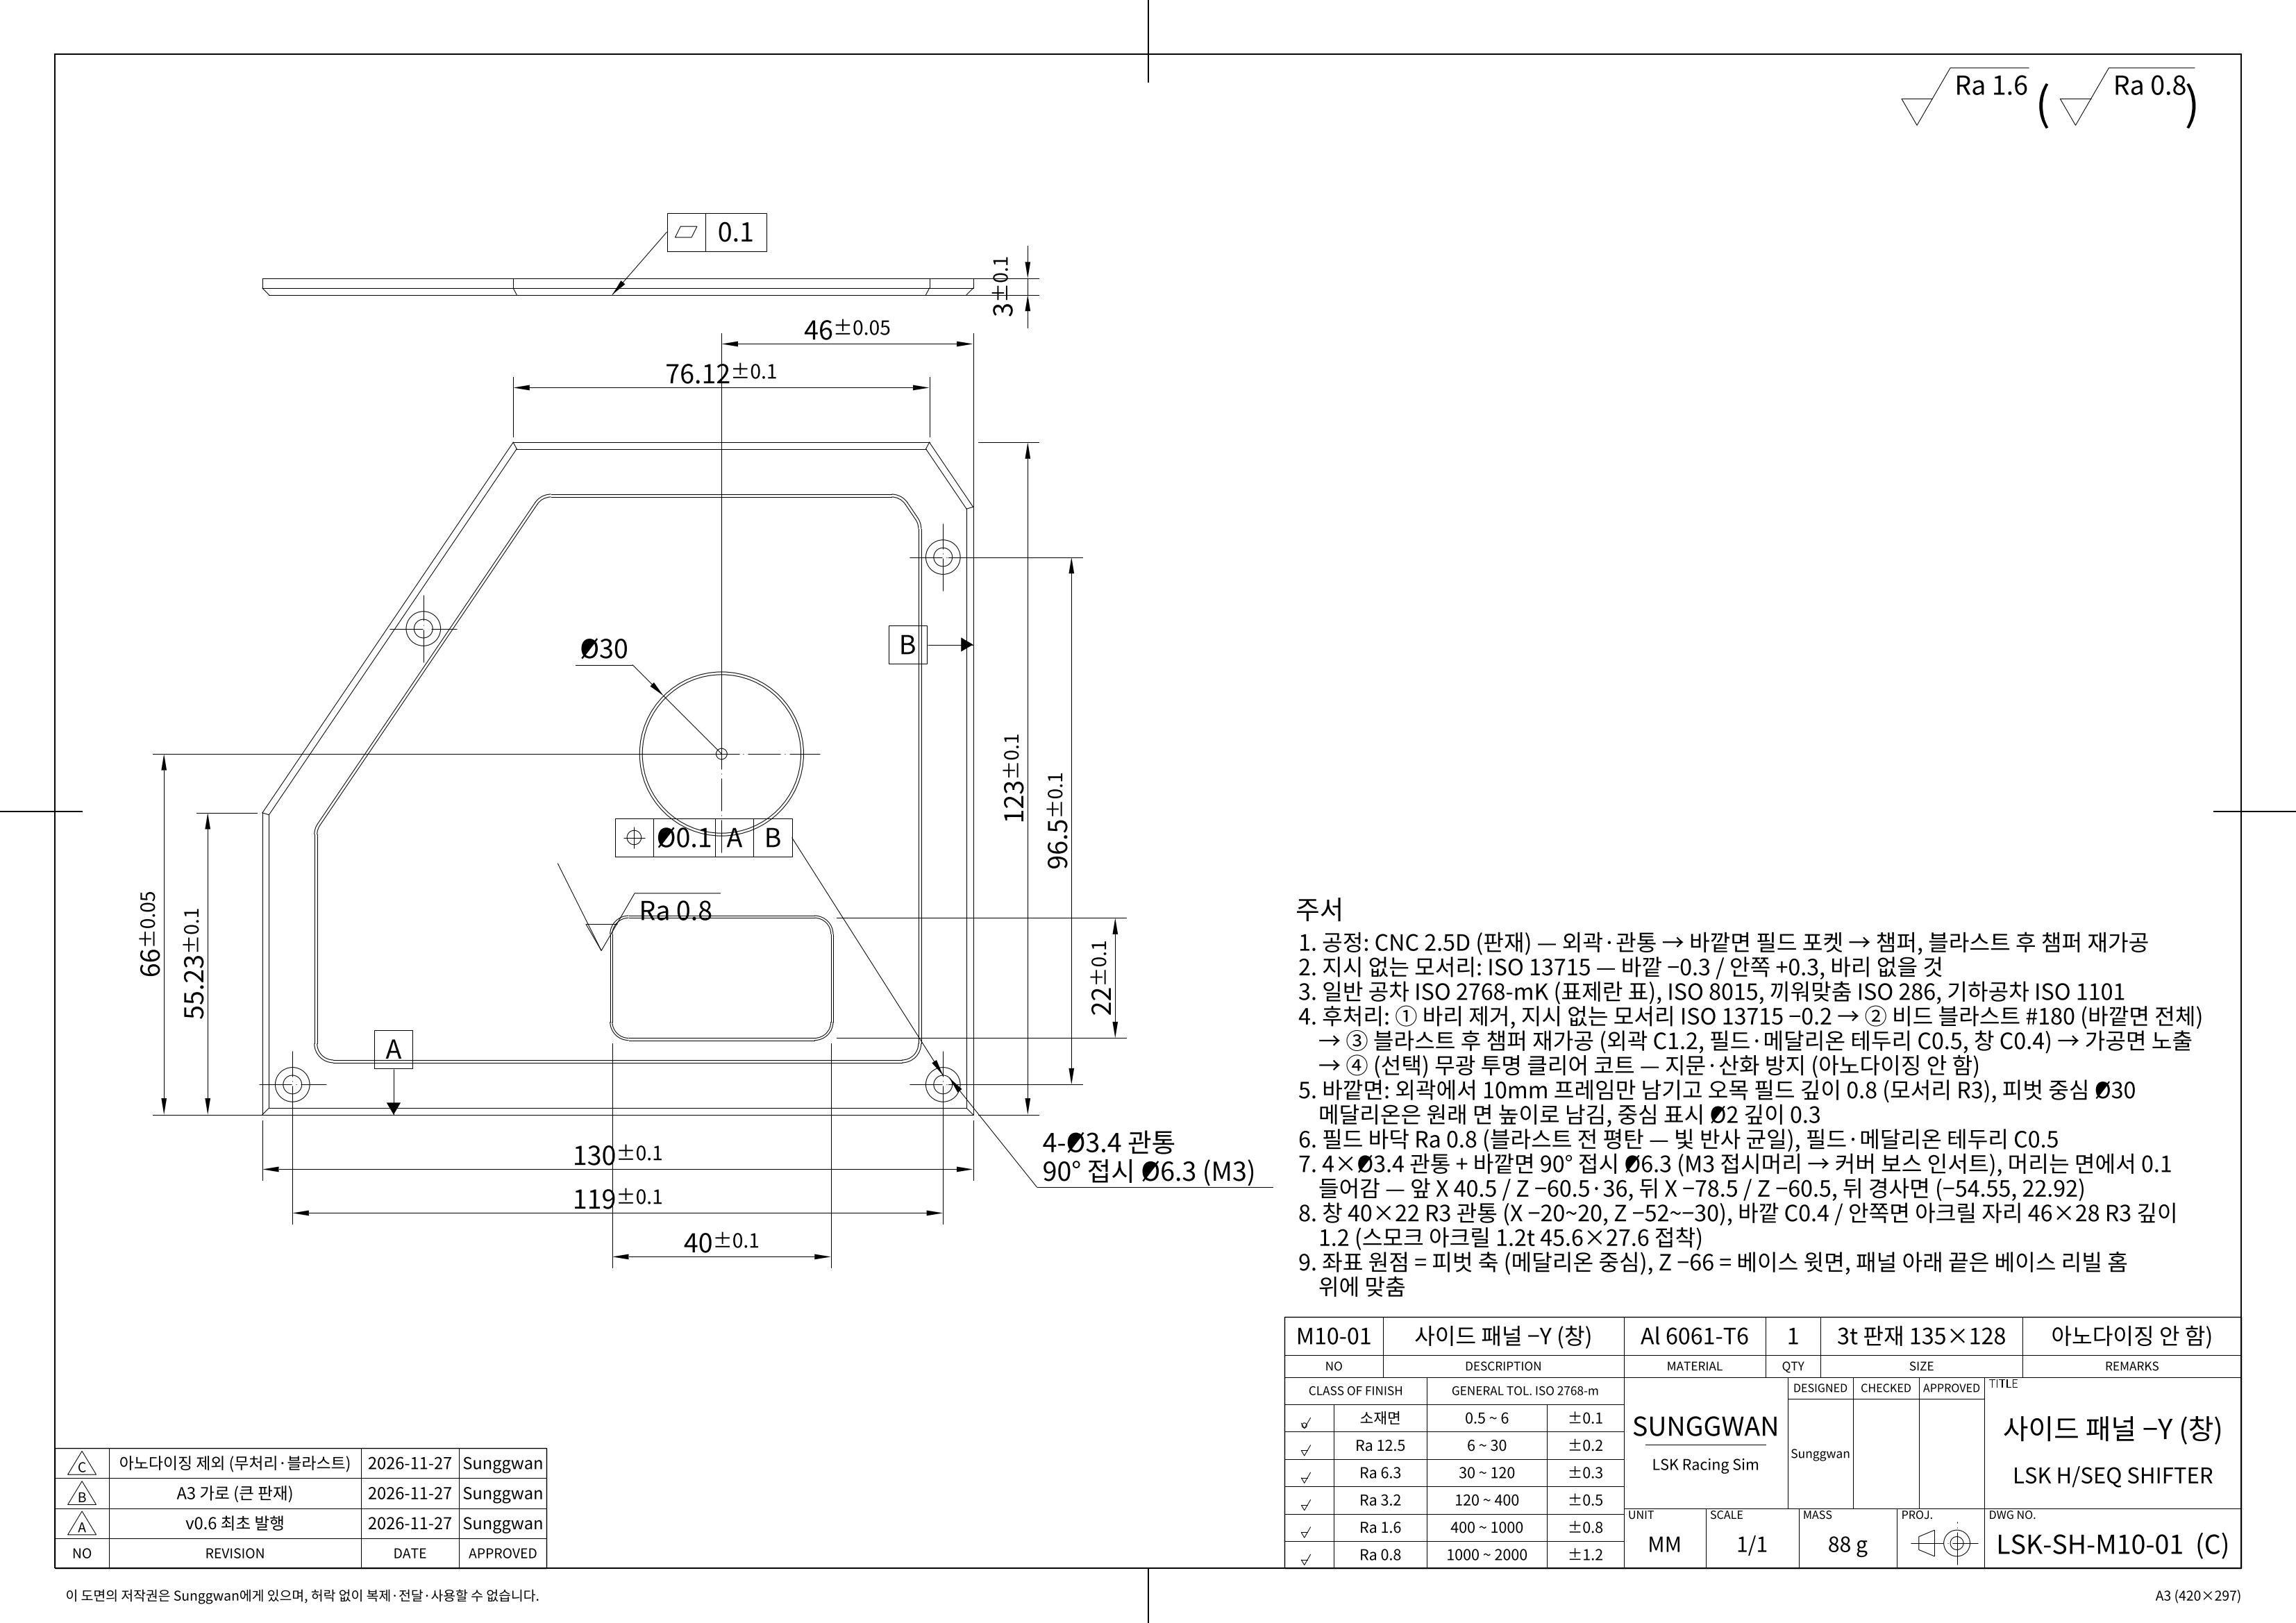 Ra 1.6 ( Ra 0.8 )
0.1
3±0.1
46±0.05
76.12±0.1
B
Ø30
123±0.1
96.5±0.1
Ø0.1 A B
Ra 0.8
66±0.05
55.23±0.1
22±0.1
A
4-Ø3.4 관통
90° 접시 Ø6.3 (M3)
130±0.1
119±0.1
40±0.1
주서
1. 공정: CNC 2.5D (판재) — 외곽·관통 → 바깥면 필드 포켓 → 챔퍼, 블라스트 후 챔퍼 재가공
2. 지시 없는 모서리: ISO 13715 — 바깥 −0.3 / 안쪽 +0.3, 바리 없을 것
3. 일반 공차 ISO 2768-mK (표제란 표), ISO 8015, 끼워맞춤 ISO 286, 기하공차 ISO 1101
4. 후처리: ① 바리 제거, 지시 없는 모서리 ISO 13715 −0.2 → ② 비드 블라스트 #180 (바깥면 전체)
→ ③ 블라스트 후 챔퍼 재가공 (외곽 C1.2, 필드·메달리온 테두리 C0.5, 창 C0.4) → 가공면 노출
→ ④ (선택) 무광 투명 클리어 코트 — 지문·산화 방지 (아노다이징 안 함)
5. 바깥면: 외곽에서 10mm 프레임만 남기고 오목 필드 깊이 0.8 (모서리 R3), 피벗 중심 Ø30
메달리온은 원래 면 높이로 남김, 중심 표시 Ø2 깊이 0.3
6. 필드 바닥 Ra 0.8 (블라스트 전 평탄 — 빛 반사 균일), 필드·메달리온 테두리 C0.5
7. 4×Ø3.4 관통 + 바깥면 90° 접시 Ø6.3 (M3 접시머리 → 커버 보스 인서트), 머리는 면에서 0.1
들어감 — 앞 X 40.5 / Z −60.5·36, 뒤 X −78.5 / Z −60.5, 뒤 경사면 (−54.55, 22.92)
8. 창 40×22 R3 관통 (X −20~20, Z −52~−30), 바깥 C0.4 / 안쪽면 아크릴 자리 46×28 R3 깊이
1.2 (스모크 아크릴 1.2t 45.6×27.6 접착)
9. 좌표 원점 = 피벗 축 (메달리온 중심), Z −66 = 베이스 윗면, 패널 아래 끝은 베이스 리빌 홈
위에 맞춤
M10-01 사이드 패널 −Y (창) Al 6061-T6 1 3t 판재 135×128 아노다이징 안 함)
NO DESCRIPTION MATERIAL QTY SIZE REMARKS
CLASS OF FINISH GENERAL TOL. ISO 2768-m
소재면 0.5 ~ 6 ±0.1
Ra 12.5 6 ~ 30 ±0.2
Ra 6.3 30 ~ 120 ±0.3
Ra 3.2 120 ~ 400 ±0.5
Ra 1.6 400 ~ 1000 ±0.8
Ra 0.8 1000 ~ 2000 ±1.2
SUNGGWAN
LSK Racing Sim
DESIGNED CHECKED APPROVED
Sunggwan
TITLE
사이드 패널 −Y (창)
LSK H/SEQ SHIFTER
UNIT SCALE MASS PROJ. DWG NO.
MM 1/1 88 g LSK-SH-M10-01 (C)
C 아노다이징 제외 (무처리·블라스트) 2026-11-27 Sunggwan
B A3 가로 (큰 판재) 2026-11-27 Sunggwan
A v0.6 최초 발행 2026-11-27 Sunggwan
NO REVISION DATE APPROVED
이 도면의 저작권은 Sunggwan에게 있으며, 허락 없이 복제·전달·사용할 수 없습니다.
A3 (420×297)